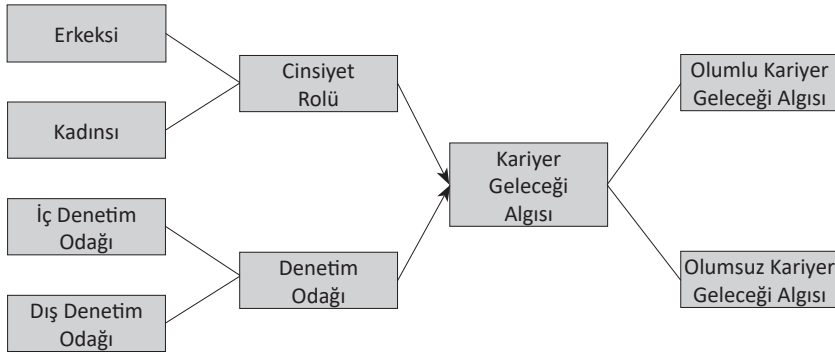 Erkeksi
Kadınsı
İç Denetim
Odağı
Dış Denetim
Odağı
Cinsiyet
Rolü
Denetim
Odağı
Kariyer
Geleceği
Algısı
Olumlu Kariyer
Geleceği Algısı
Olumsuz Kariyer
Geleceği Algısı